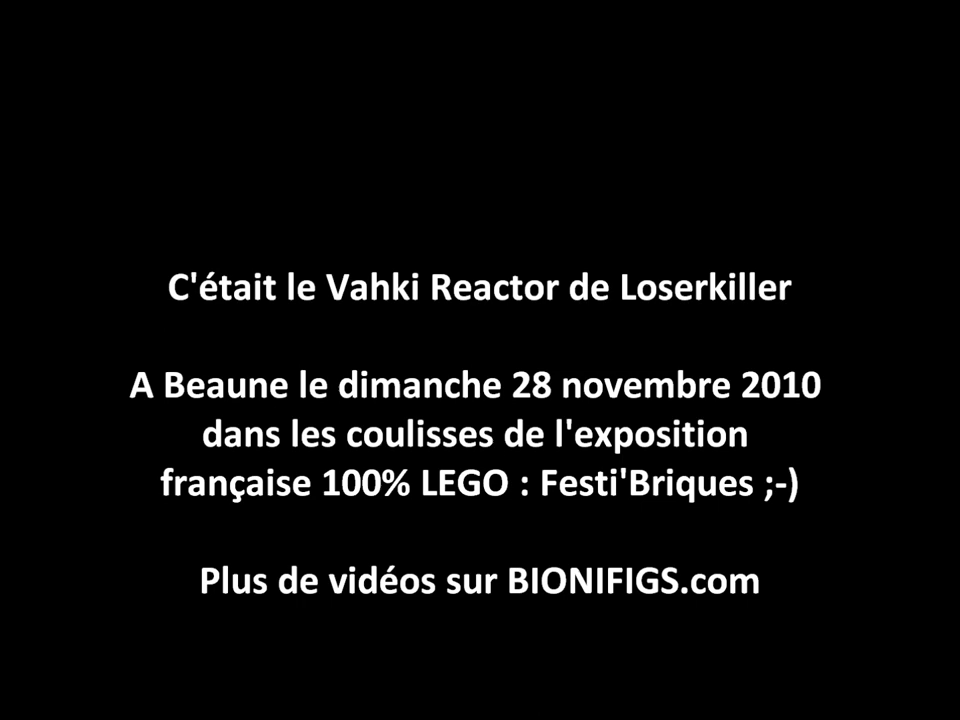 C'était le Vahki Reactor de Loserkiller
A Beaune le dimanche 28 novembre 2010
dans les coulisses de l'exposition
française 100% LEGO : Festi'Briques ;-)
Plus de vidéos sur BIONIFIGS.com